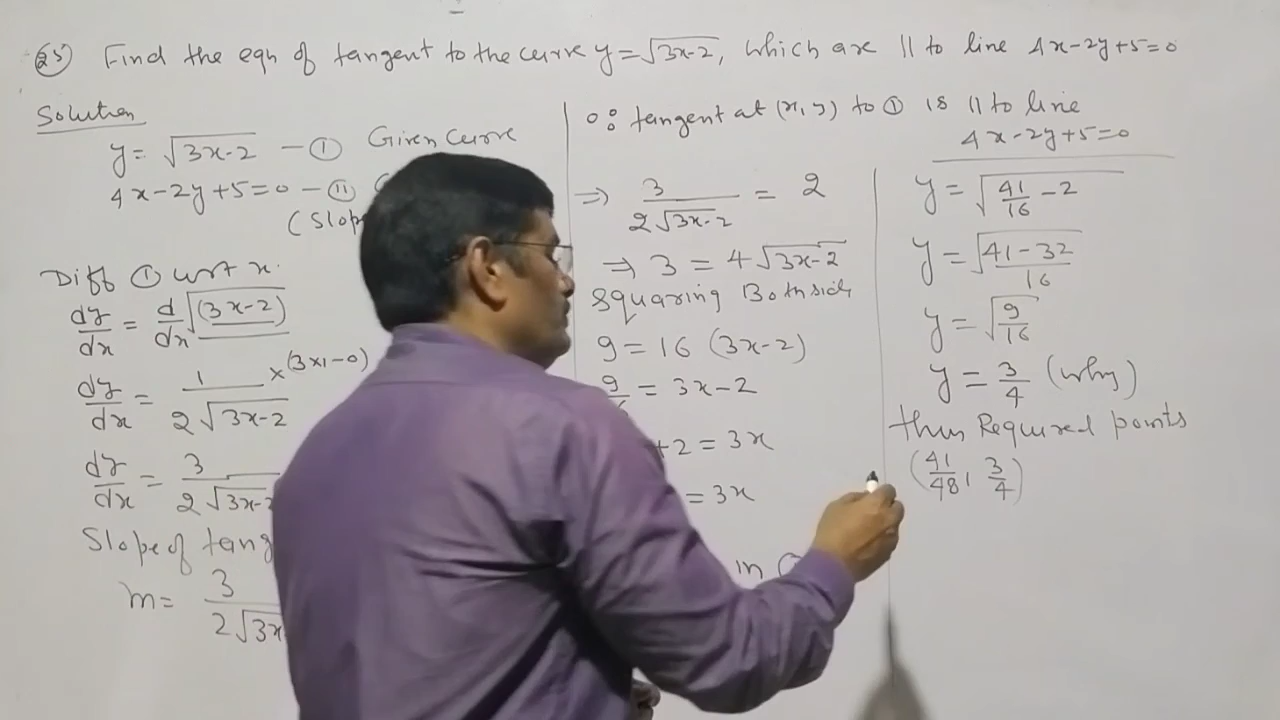 25 Find the eqn of tangent to the curve y = √3x-2, which are || to line 4x-2y+5=0
Solution
y = √3x-2 — I Given Curve
4x-2y+5=0 — II
(Slop
Diff I wrt x.
dy/dx = d/dx √(3x-2)
dy/dx = 1/2√3x-2 × (3×1-0)
dy/dx = 3/2√3x-2
Slope of tang
m = 3/2√3x
∵ tangent at (x, y) to I is || to line
4x-2y+5=0
⇒ 3/2√3x-2 = 2
⇒ 3 = 4√3x-2
Squaring Both side
9 = 16 (3x-2)
= 3x-2
+2 = 3x
= 3x
in
y = √41/16 - 2
y = √41-32/16
y = √9/16
y = 3/4 (why)
thus Required points
(41/48, 3/4)